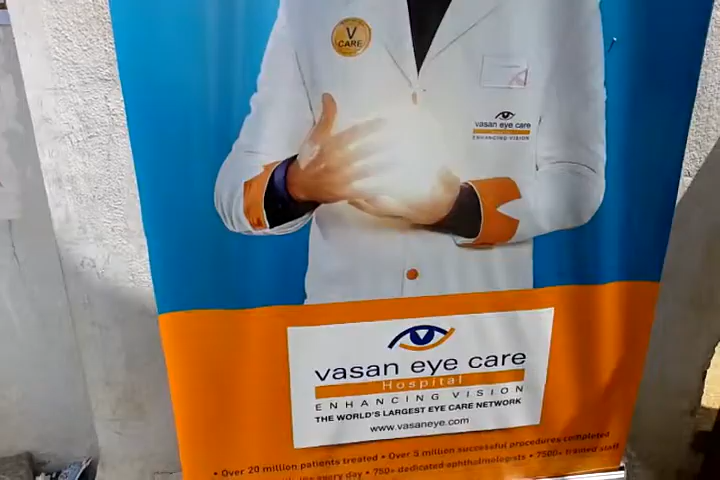 V
CARE
vasan eye care
ENHANCING VISION
vasan eye care
Hospital
ENHANCING VISION
THE WORLD'S LARGEST EYE CARE NETWORK
www.vasaneye.com
• Over 20 million patients treated • Over 5 million successful procedures completed
every day • 750+ dedicated ophthalmologists • 7500+ trained staff